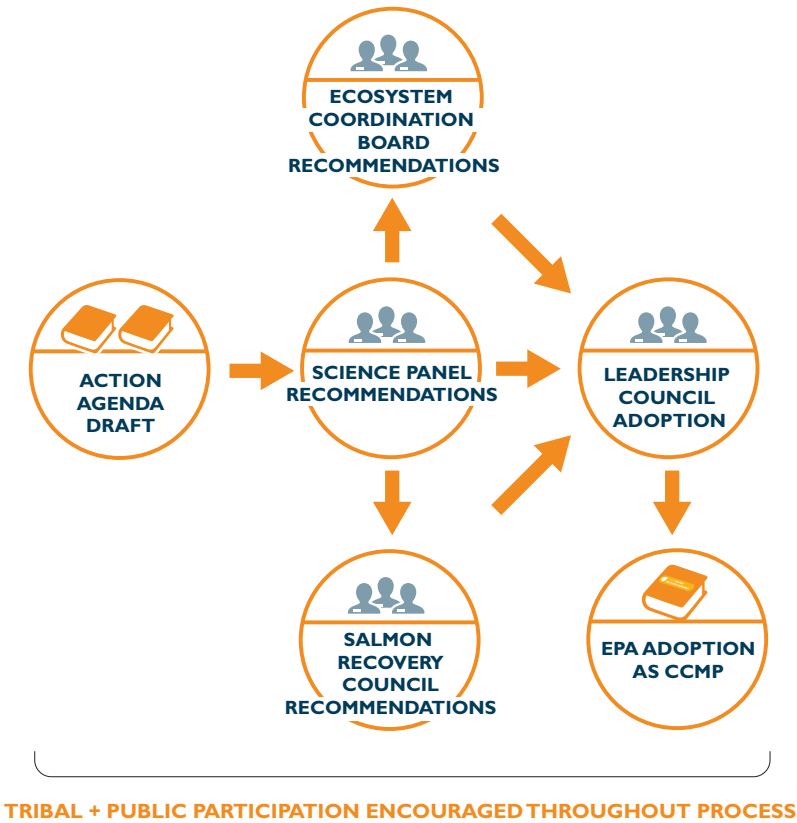 ECOSYSTEM
COORDINATION
BOARD
RECOMMENDATIONS
ACTION
AGENDA
DRAFT
SCIENCE PANEL
RECOMMENDATIONS
LEADERSHIP
COUNCIL
ADOPTION
SALMON
RECOVERY
COUNCIL
RECOMMENDATIONS
EPA ADOPTION
AS CCMP
TRIBAL + PUBLIC PARTICIPATION ENCOURAGED THROUGHOUT PROCESS